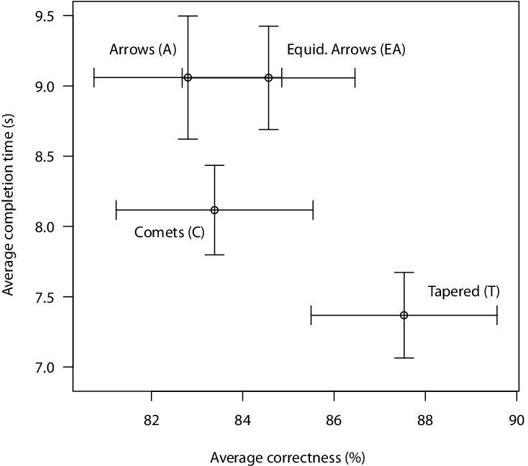 9.5
Arrows (A)
Equid. Arrows (EA)
9.0
8.5
8.0
Comets (C)
7.5
Tapered (T)
7.0
Average completion time (s)
82
84
86
88
90
Average correctness (%)